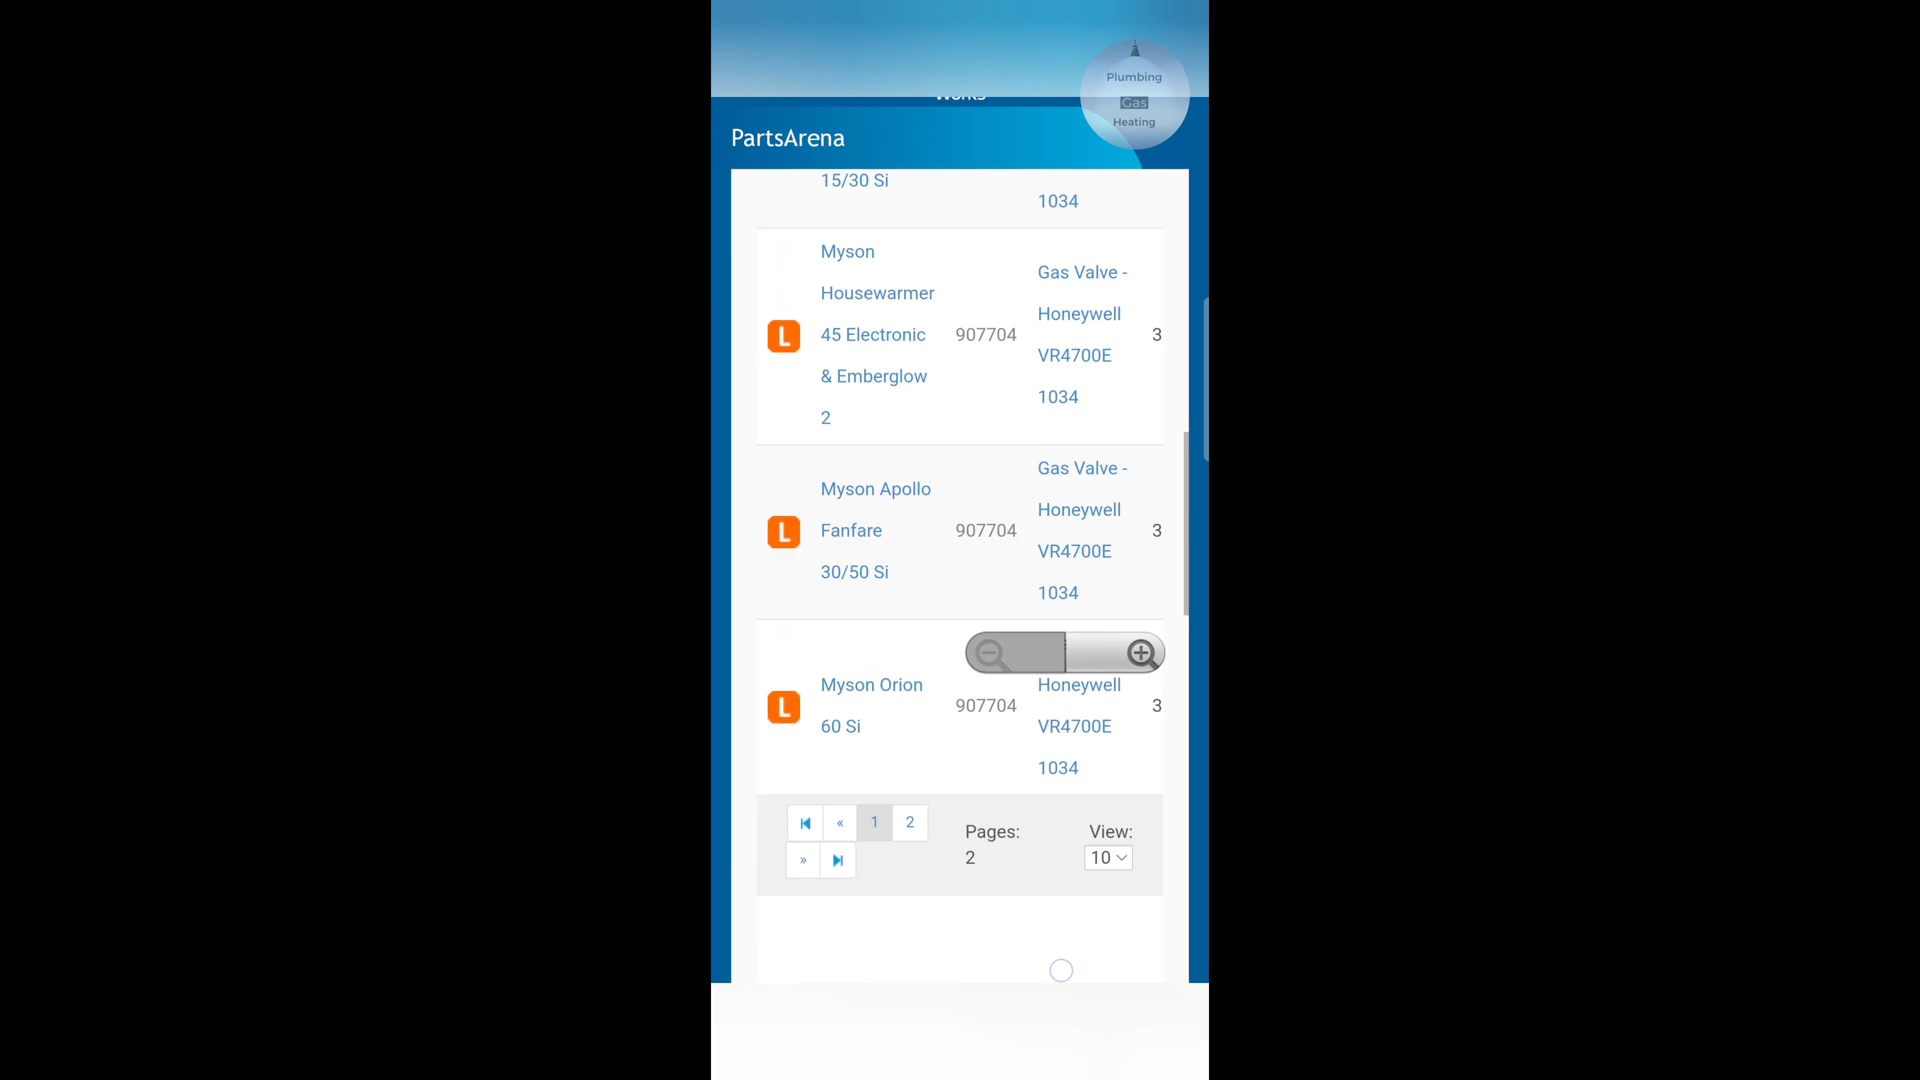 Works
Plumbing
Gas
Heating
PartsArena
15/30 Si
1034
Myson
Housewarmer
45 Electronic
& Emberglow
2
907704
Gas Valve -
Honeywell
VR4700E
1034
3
L
Myson Apollo
Fanfare
30/50 Si
907704
Gas Valve -
Honeywell
VR4700E
1034
3
L
Myson Orion
60 Si
907704
Honeywell
VR4700E
1034
3
L
« 1 2
»
Pages:
2
View:
10